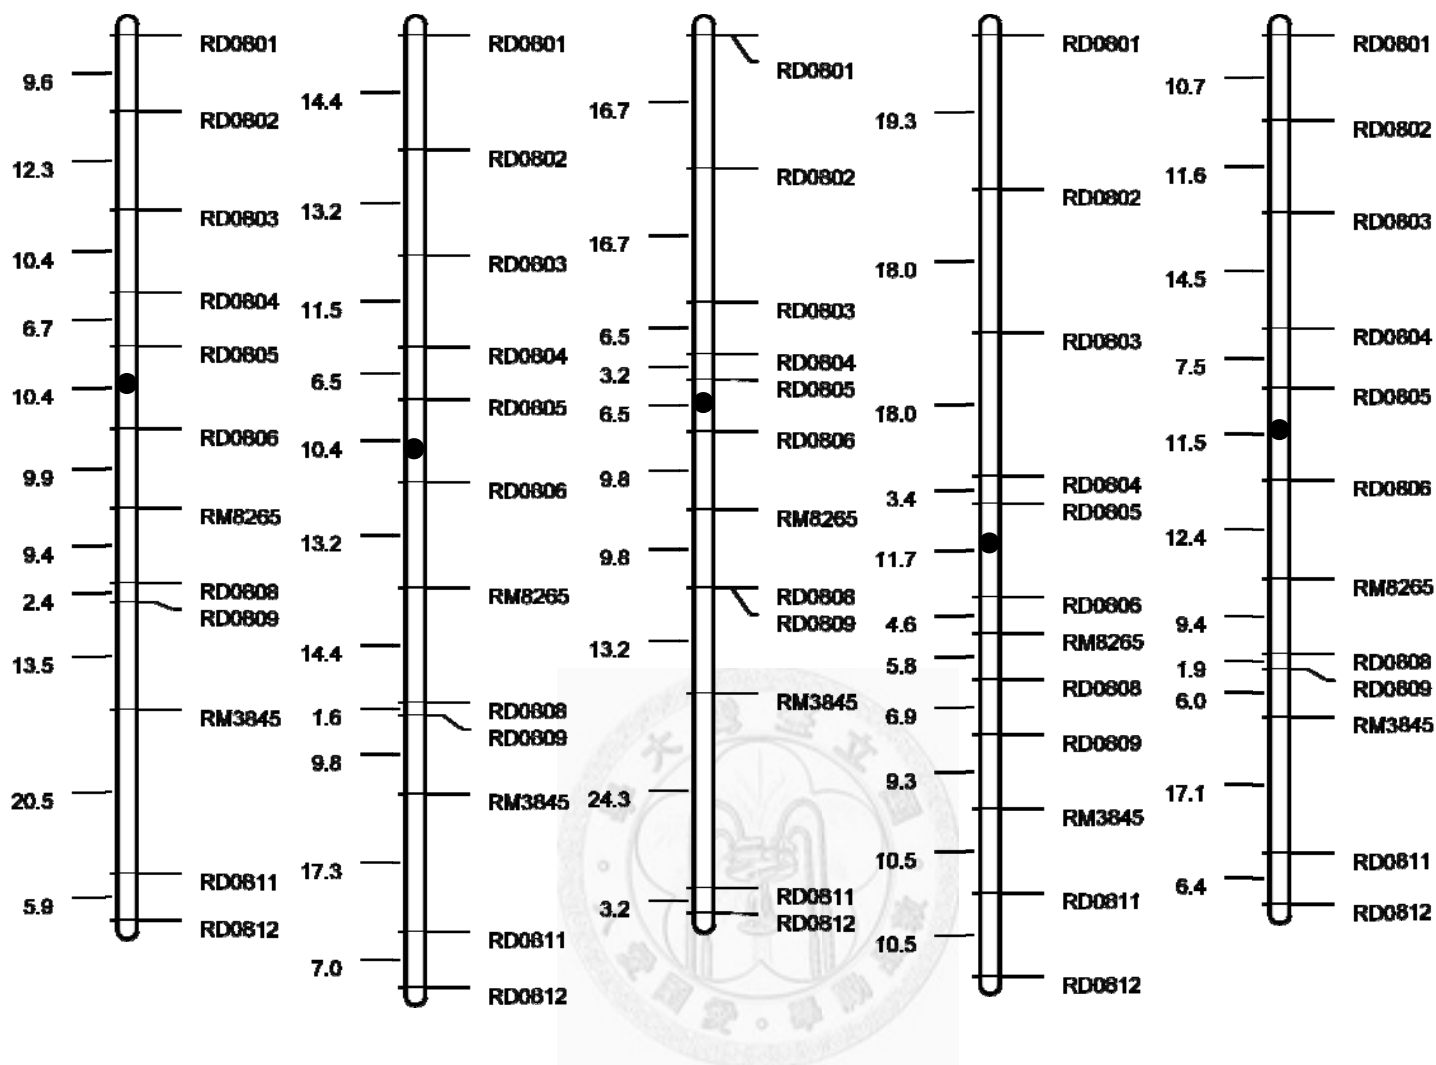 RD0801
9.6
RD0802
12.3
RD0803
10.4
RD0804
6.7
RD0805
10.4
RD0806
9.9
RM8265
9.4
RD0808
2.4
RD0809
13.5
RM3845
20.5
RD0811
5.9
RD0812
RD0801
14.4
RD0802
13.2
RD0803
11.5
RD0804
6.5
RD0805
10.4
RD0806
13.2
RM8265
14.4
RD0808
1.6
RD0809
9.8
RM3845
17.3
RD0811
7.0
RD0812
RD0801
16.7
RD0802
16.7
RD0803
6.5
RD0804
3.2
RD0805
6.5
RD0806
9.8
RM8265
9.8
RD0808
RD0809
13.2
RM3845
24.3
RD0811
3.2
RD0812
RD0801
19.3
RD0802
18.0
RD0803
18.0
RD0804
3.4
RD0805
11.7
RD0806
4.6
RM8265
5.8
RD0808
6.9
RD0809
9.3
RM3845
10.5
RD0811
10.5
RD0812
RD0801
10.7
RD0802
11.6
RD0803
14.5
RD0804
7.5
RD0805
11.5
RD0806
12.4
RM8265
9.4
RD0808
1.9
RD0809
6.0
RM3845
17.1
RD0811
6.4
RD0812